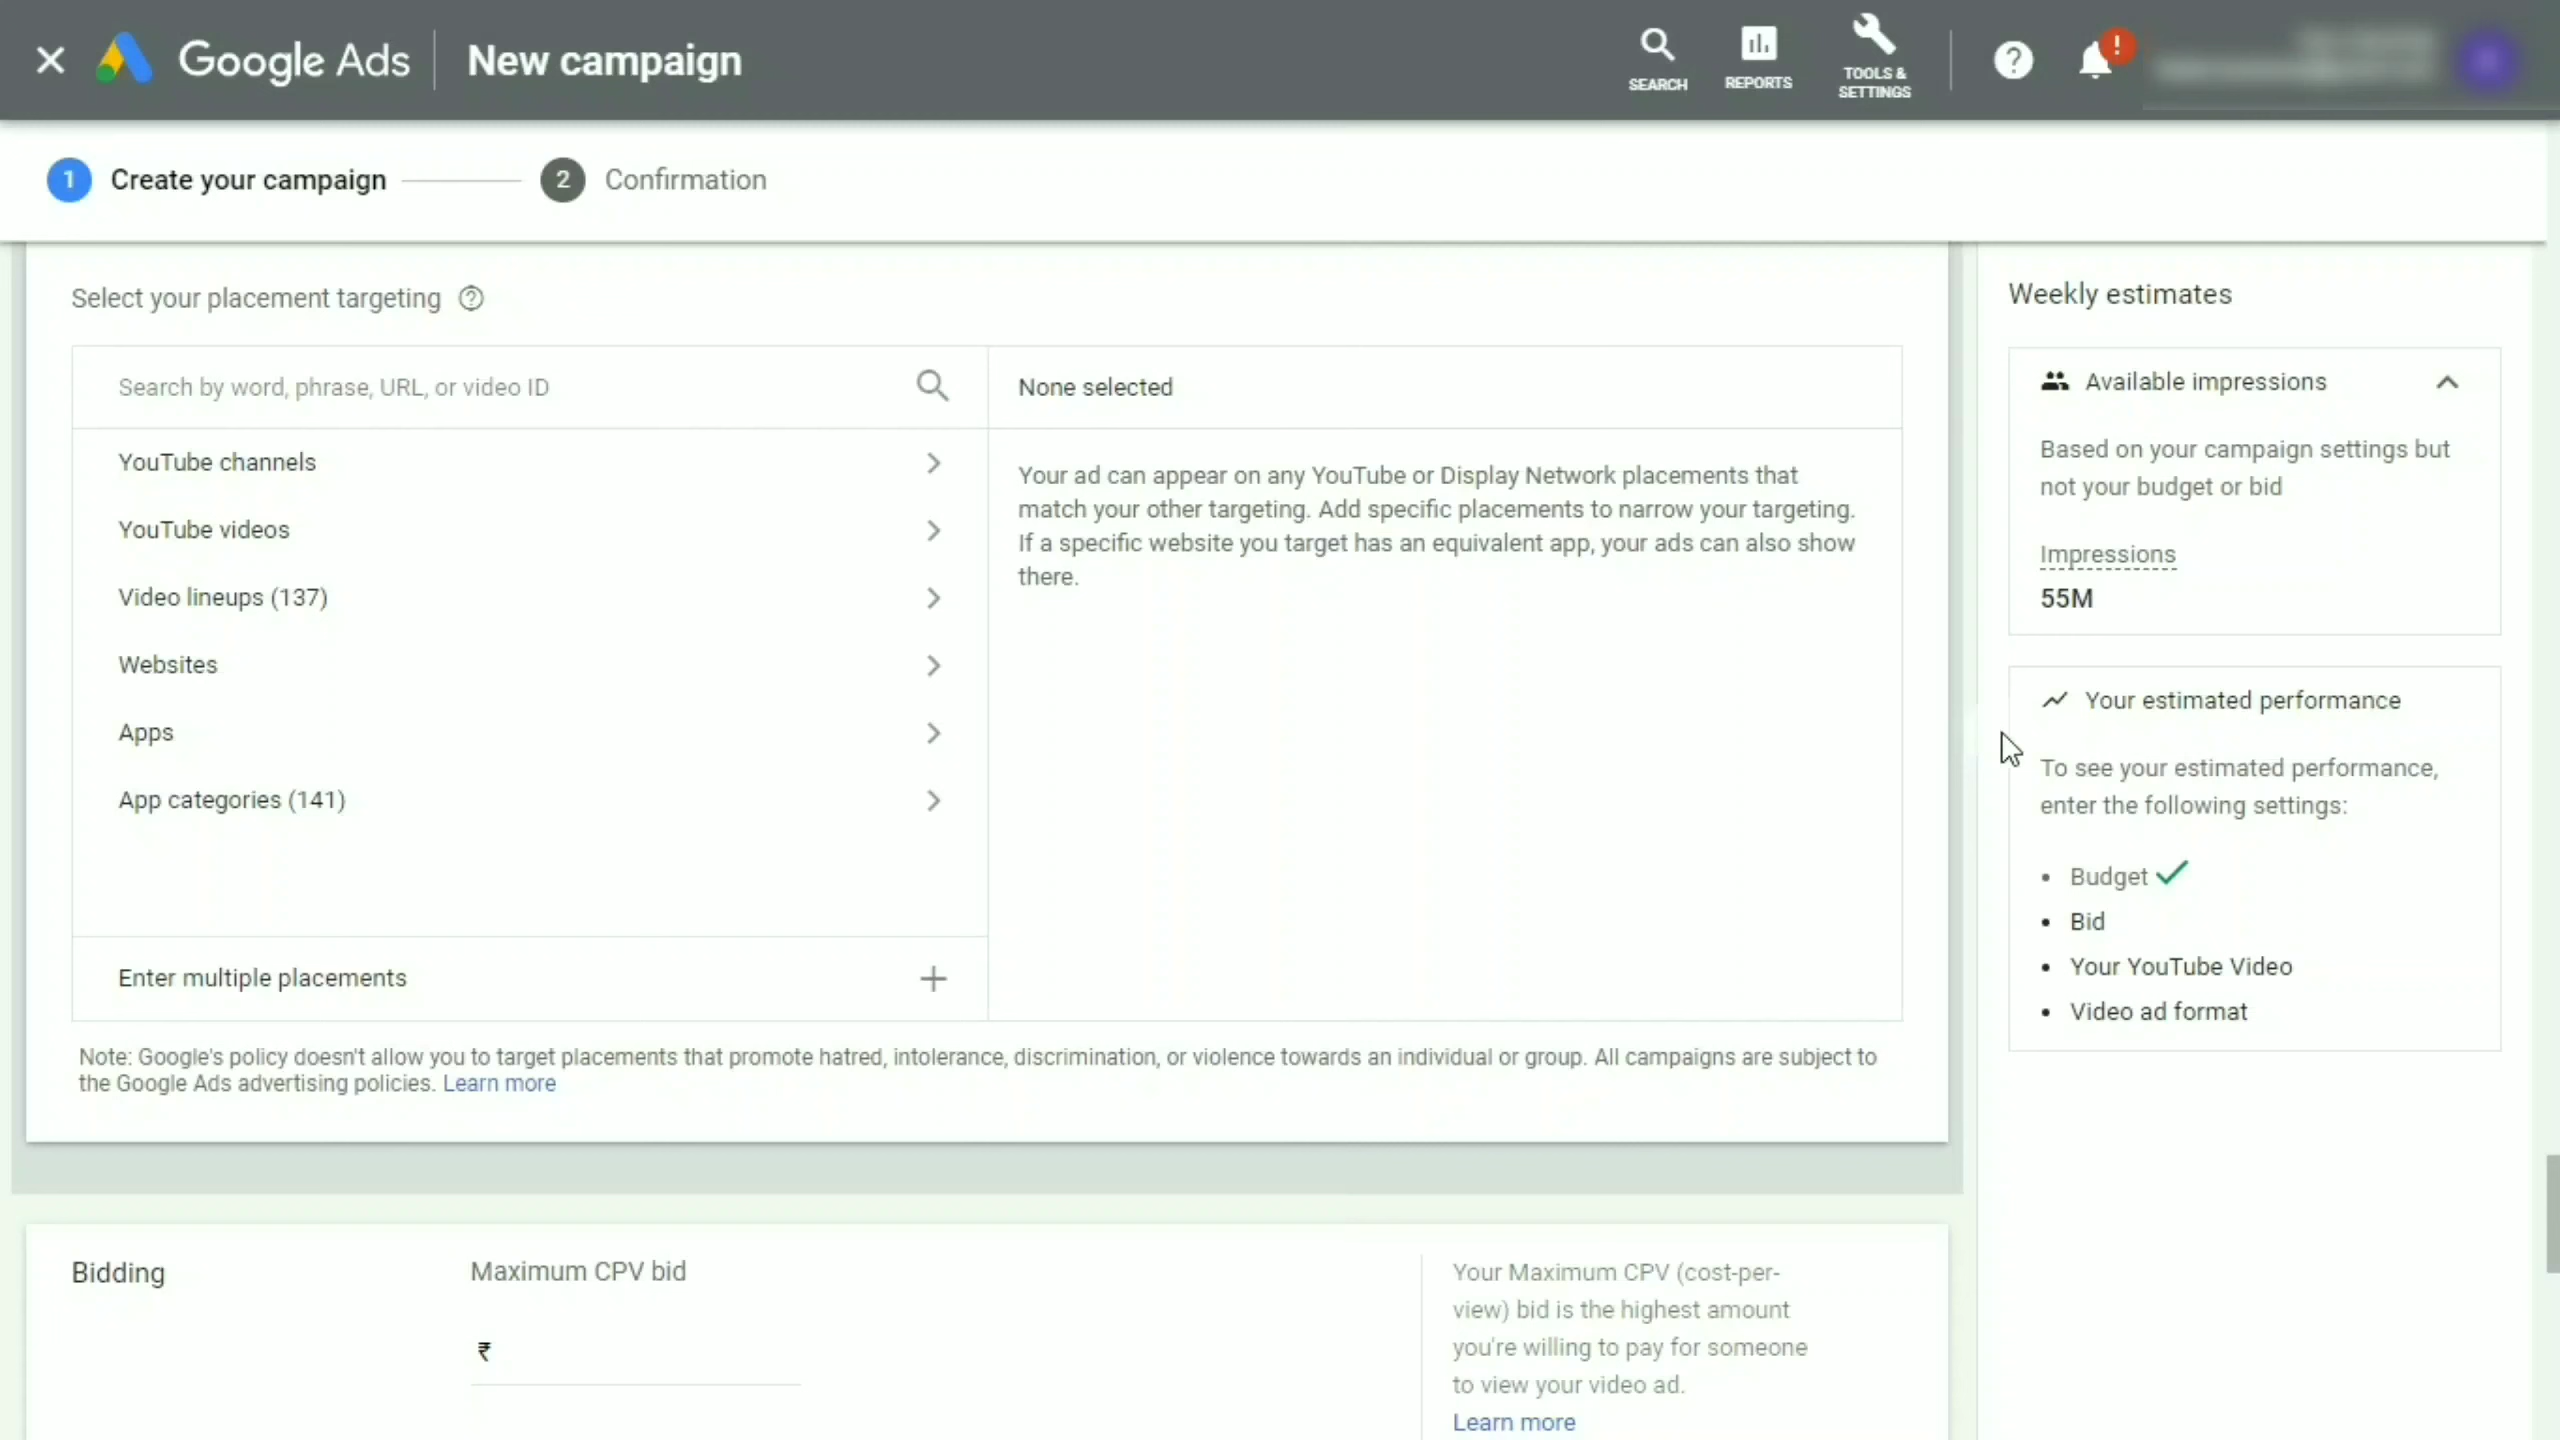 Google Ads
New campaign
SEARCH
REPORTS
TOOLS &
SETTINGS
?
!
1
Create your campaign
2
Confirmation
Select your placement targeting ?
Search by word, phrase, URL, or video ID
None selected
YouTube channels
YouTube videos
Video lineups (137)
Websites
Apps
App categories (141)
Your ad can appear on any YouTube or Display Network placements that
match your other targeting. Add specific placements to narrow your targeting.
If a specific website you target has an equivalent app, your ads can also show
there.
Enter multiple placements
Note: Google's policy doesn't allow you to target placements that promote hatred, intolerance, discrimination, or violence towards an individual or group. All campaigns are subject to
the Google Ads advertising policies. Learn more
Bidding
Maximum CPV bid
₹
Your Maximum CPV (cost-per-
view) bid is the highest amount
you're willing to pay for someone
to view your video ad.
Learn more
Weekly estimates
Available impressions
Based on your campaign settings but
not your budget or bid
Impressions
55M
Your estimated performance
To see your estimated performance,
enter the following settings:
• Budget
• Bid
• Your YouTube Video
• Video ad format